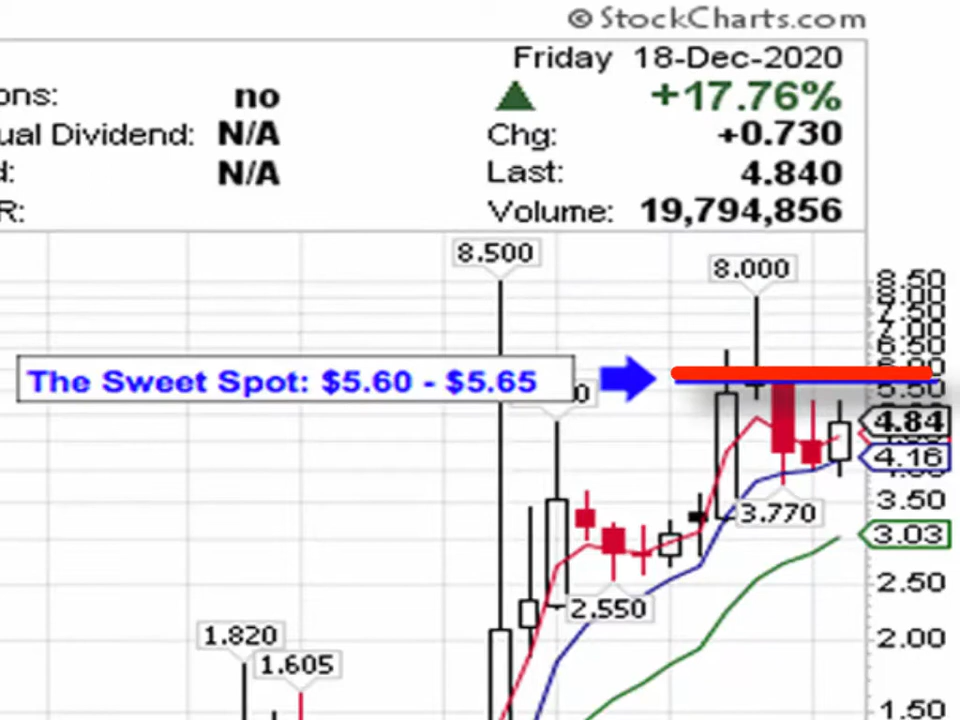 © StockCharts.com
Friday 18-Dec-2020
ons: no +17.76%
ual Dividend: N/A Chg: +0.730
d: N/A Last: 4.840
R: Volume: 19,794,856
8.500
8.000
8.50
8.00
7.50
7.00
6.50
The Sweet Spot: $5.60 - $5.65
0
5.50
4.84
4.16
3.50
3.770
3.03
2.50
2.550
2.00
1.820
1.605
1.50